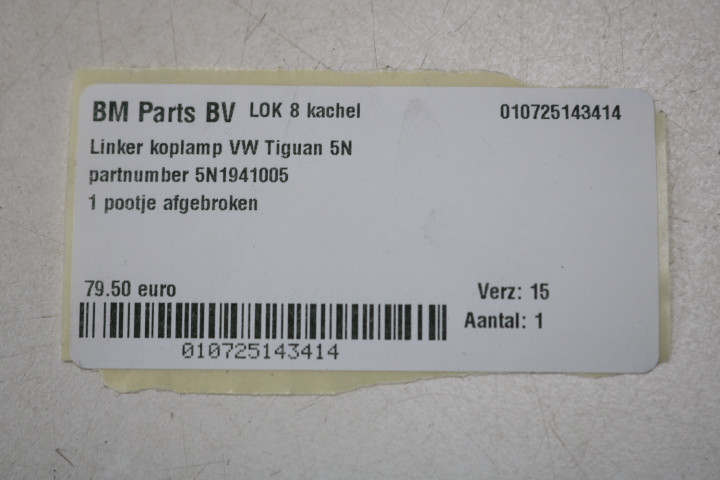 BM Parts BV LOK 8 kachel 010725143414
Linker koplamp VW Tiguan 5N
partnumber 5N1941005
1 pootje afgebroken
79.50 euro Verz: 15
Aantal: 1
010725143414